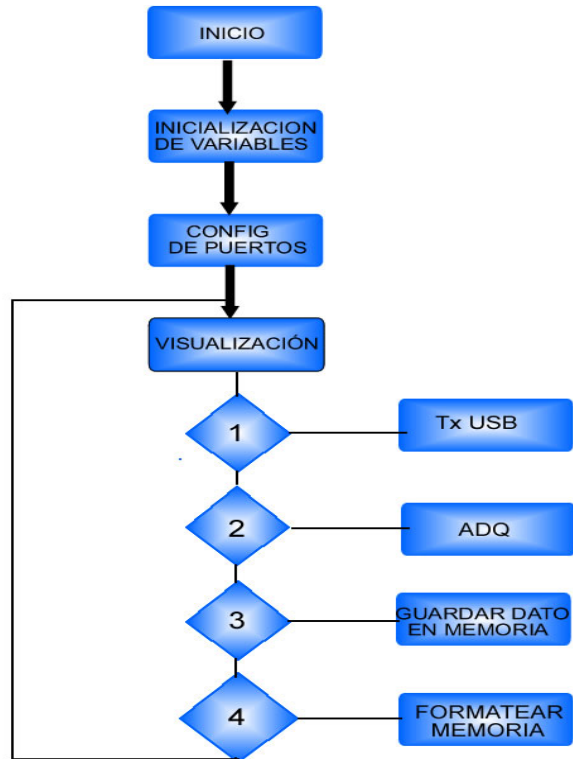 INICIO
INICIALIZACION
DE VARIABLES
CONFIG
DE PUERTOS
VISUALIZACIÓN
1
Tx USB
2
ADQ
3
GUARDAR DATO
EN MEMORIA
4
FORMATEAR
MEMORIA